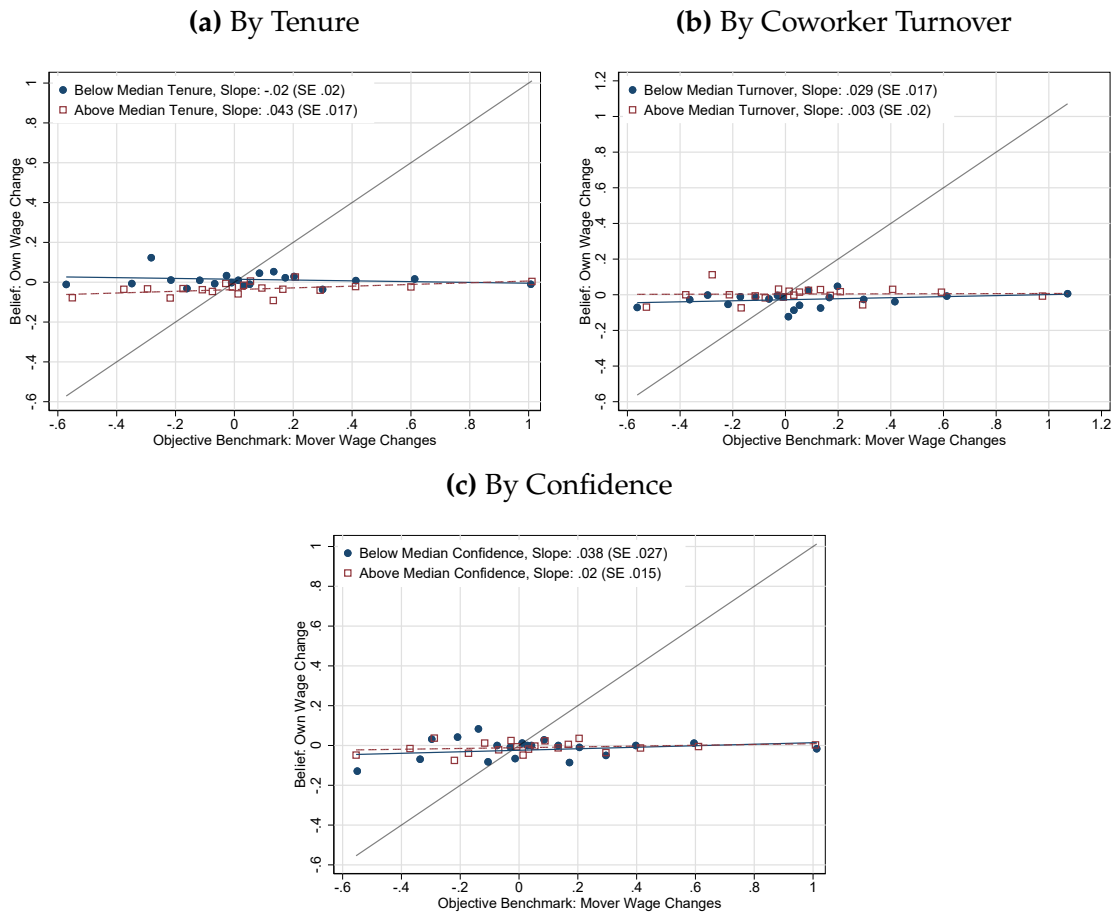 (a) By Tenure
Below Median Tenure, Slope: -.02 (SE .02)
Above Median Tenure, Slope: .043 (SE .017)
Belief: Own Wage Change
1
.8
.6
.4
.2
0
-.2
-.4
-.6
-.6 -.4 -.2 0 .2 .4 .6 .8 1
Objective Benchmark: Mover Wage Changes
(b) By Coworker Turnover
Below Median Turnover, Slope: .029 (SE .017)
Above Median Turnover, Slope: .003 (SE .02)
Belief: Own Wage Change
1.2
1
.8
.6
.4
.2
0
-.2
-.4
-.6
-.6 -.4 -.2 0 .2 .4 .6 .8 1 1.2
Objective Benchmark: Mover Wage Changes
(c) By Confidence
Below Median Confidence, Slope: .038 (SE .027)
Above Median Confidence, Slope: .02 (SE .015)
Belief: Own Wage Change
1
.8
.6
.4
.2
0
-.2
-.4
-.6
-.6 -.4 -.2 0 .2 .4 .6 .8 1
Objective Benchmark: Mover Wage Changes